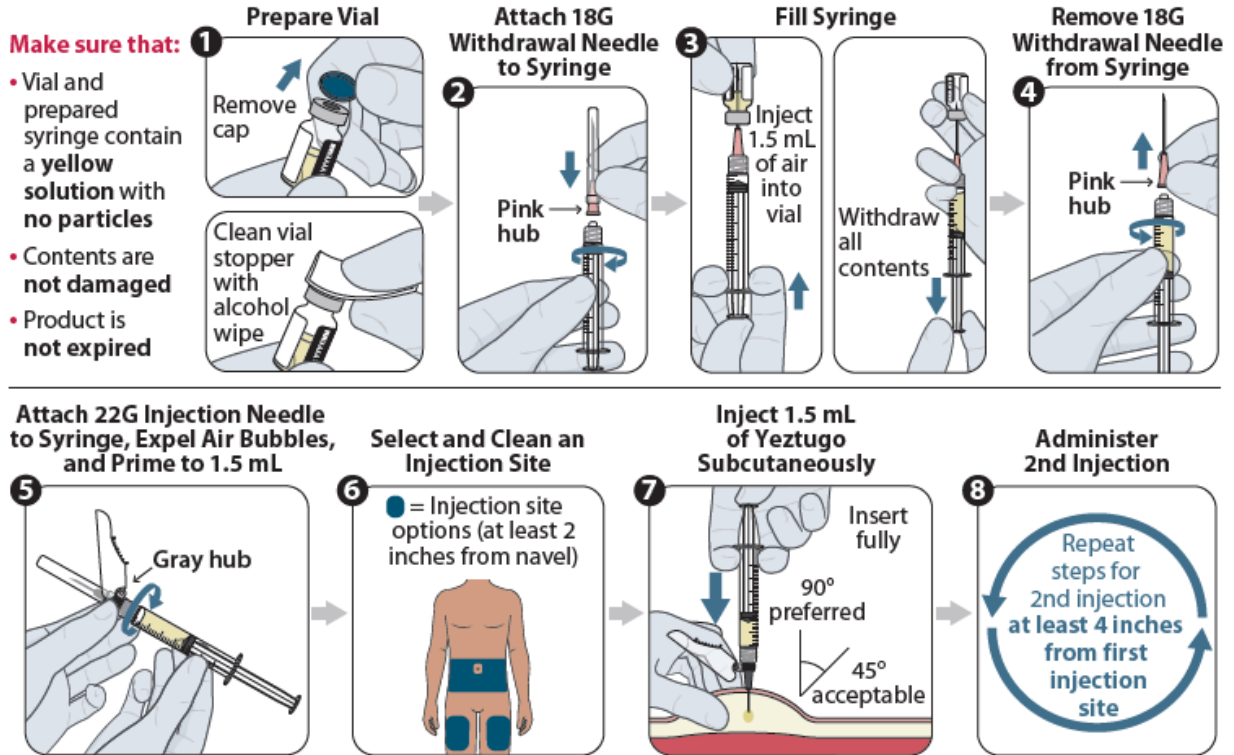 Make sure that:
• Vial and
prepared
syringe contain
a yellow
solution with
no particles
• Contents are
not damaged
• Product is
not expired
Prepare Vial
1
Remove
cap
Clean vial
stopper
with
alcohol
wipe
Attach 18G
Withdrawal Needle
to Syringe
2
Pink
hub
Fill Syringe
3
Inject
1.5 mL
of air
into
vial
Withdraw
all
contents
Remove 18G
Withdrawal Needle
from Syringe
4
Pink
hub
Attach 22G Injection Needle
to Syringe, Expel Air Bubbles,
and Prime to 1.5 mL
5
Gray hub
Select and Clean an
Injection Site
6
= Injection site
options (at least 2
inches from navel)
Inject 1.5 mL
of Yeztugo
Subcutaneously
7
Insert
fully
90°
preferred
45°
acceptable
Administer
2nd Injection
8
Repeat
steps for
2nd injection
at least 4 inches
from first
injection
site